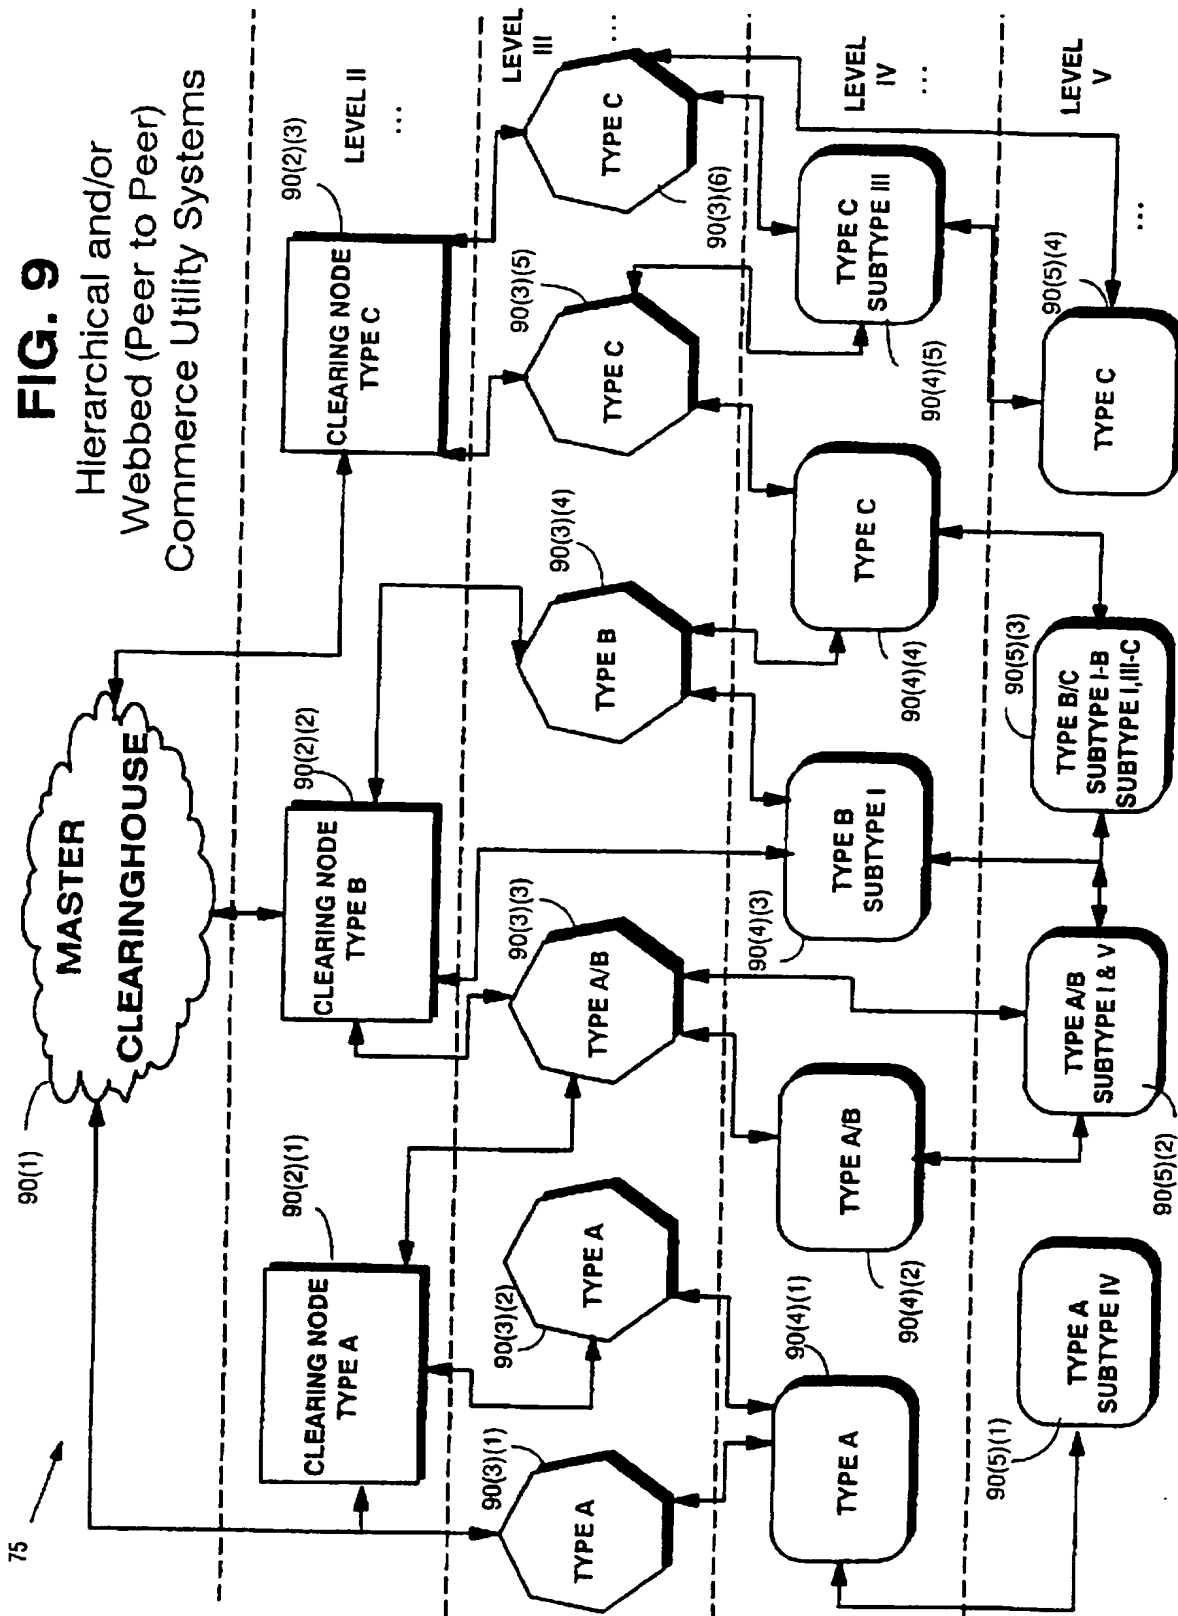 FIG. 9
Hierarchical and/or
Webbed (Peer to Peer)
Commerce Utility Systems
75
90(1)
MASTER
CLEARINGHOUSE
90(2)(1)
CLEARING NODE
TYPE A
90(2)(2)
CLEARING NODE
TYPE B
90(2)(3)
CLEARING NODE
TYPE C
LEVEL II
...
90(3)(1)
TYPE A
90(3)(2)
TYPE A
90(3)(3)
TYPE A/B
90(3)(4)
TYPE B
90(3)(5)
TYPE C
90(3)(6)
TYPE C
LEVEL
III
...
90(4)(1)
TYPE A
90(4)(2)
TYPE A/B
90(4)(3)
TYPE B
SUBTYPE I
90(4)(4)
TYPE C
90(4)(5)
TYPE C
SUBTYPE III
LEVEL
IV
...
90(5)(1)
TYPE A
SUBTYPE IV
90(5)(2)
TYPE A/B
SUBTYPE I & V
90(5)(3)
TYPE B/C
SUBTYPE I-B
SUBTYPE I,III-C
90(5)(4)
TYPE C
LEVEL
V
...